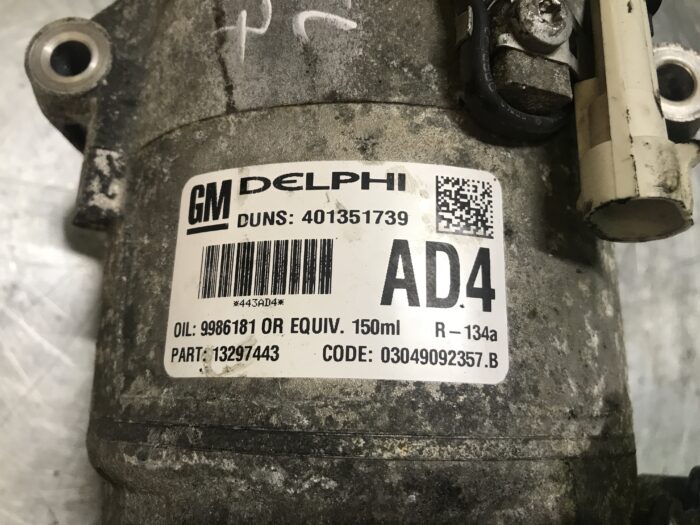 GM DELPHI
DUNS: 401351739
*443AD4*
AD4
OIL: 9986181 OR EQUIV. 150ml R-134a
PART: 13297443 CODE: 03049092357.B